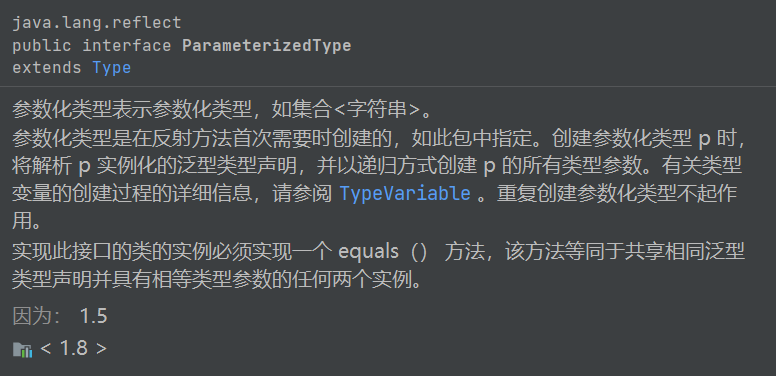 java.lang.reflect
public interface ParameterizedType
extends Type
参数化类型表示参数化类型，如集合<字符串>。
参数化类型是在反射方法首次需要时创建的，如此包中指定。创建参数化类型 p 时，
将解析 p 实例化的泛型类型声明，并以递归方式创建 p 的所有类型参数。有关类型
变量的创建过程的详细信息，请参阅 TypeVariable 。重复创建参数化类型不起作
用。
实现此接口的类的实例必须实现一个 equals（） 方法，该方法等同于共享相同泛型
类型声明并具有相等类型参数的任何两个实例。
因为： 1.5
< 1.8 >